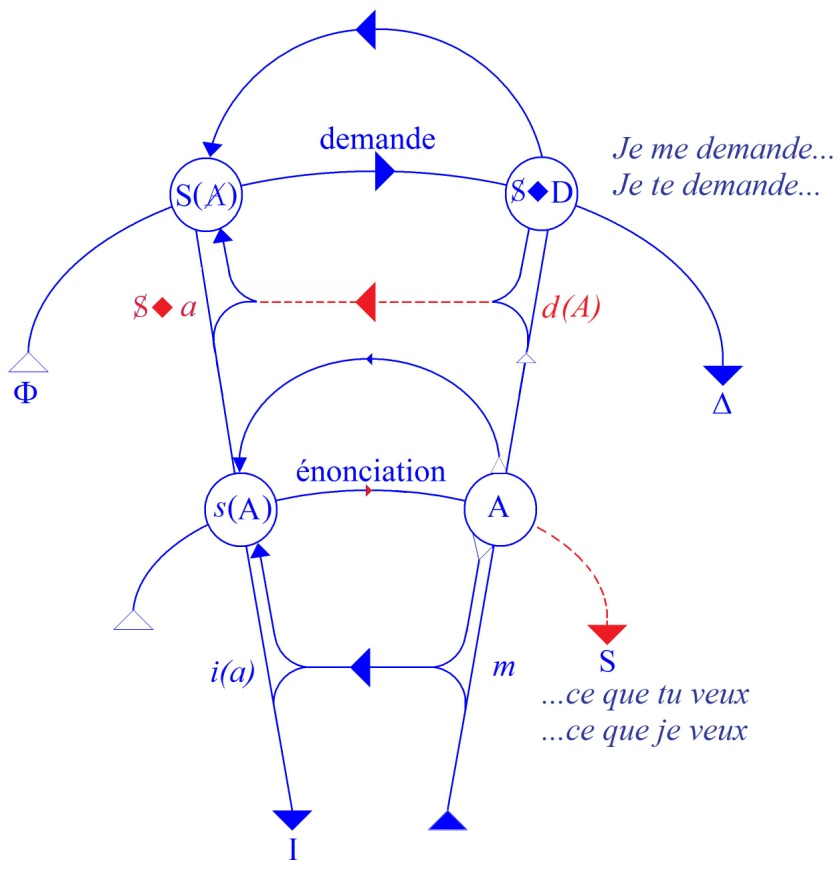 demande
S(Ⱥ)
$◆D
Je me demande...
Je te demande...
$◆ a
d(A)
Φ
Δ
énonciation
s(A)
A
i(a)
m
S
...ce que tu veux
...ce que je veux
I